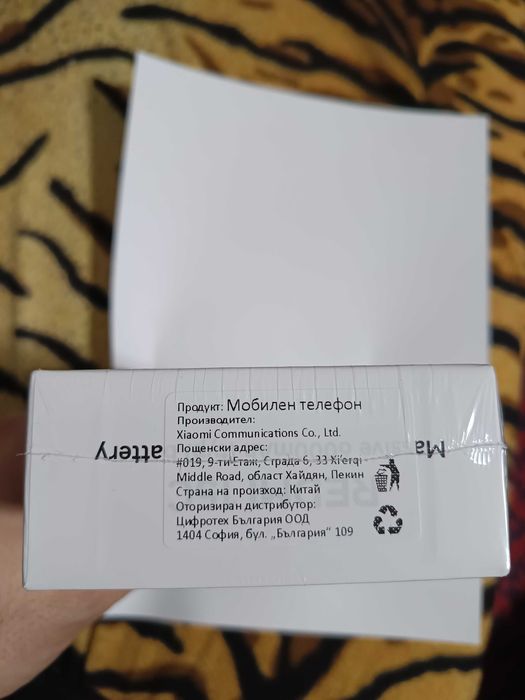 Продукт: Мобилен телефон
Производител:
Xiaomi Communications Co., Ltd.
Пощенски адрес:
#019, 9-ти Етаж, Сграда 6, 33 Xi'erqi
Middle Road, област Хайдян, Пекин
Страна на произход: Китай
Оторизиран дистрибутор:
Цифротех България ООД
1404 София, бул. „България“ 109